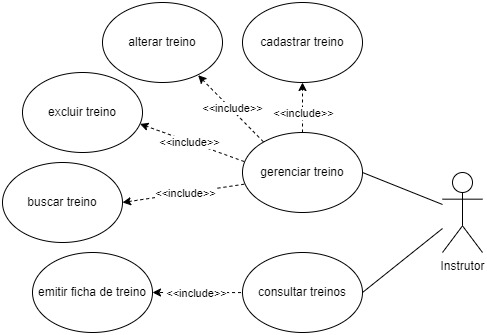 alterar treino
cadastrar treino
<<include>>
<<include>>
excluir treino
<<include>>
gerenciar treino
<<include>>
buscar treino
Instrutor
emitir ficha de treino
<<include>>
consultar treinos